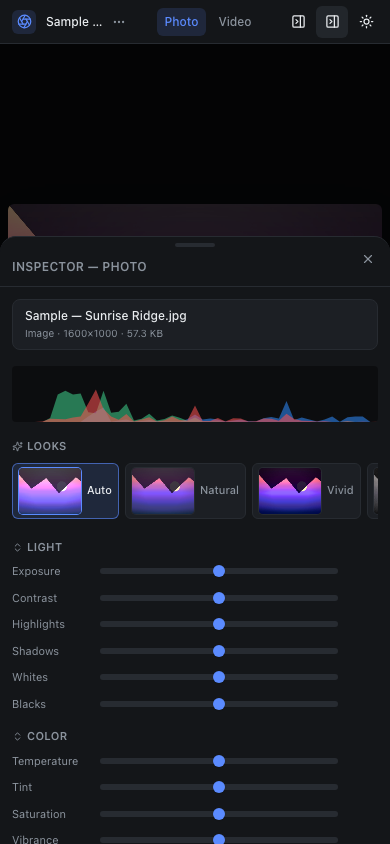 Sample ... ···
Photo Video
INSPECTOR — PHOTO
Sample — Sunrise Ridge.jpg
Image · 1600×1000 · 57.3 KB
LOOKS
Auto Natural Vivid
LIGHT
Exposure
Contrast
Highlights
Shadows
Whites
Blacks
COLOR
Temperature
Tint
Saturation
Vibrance